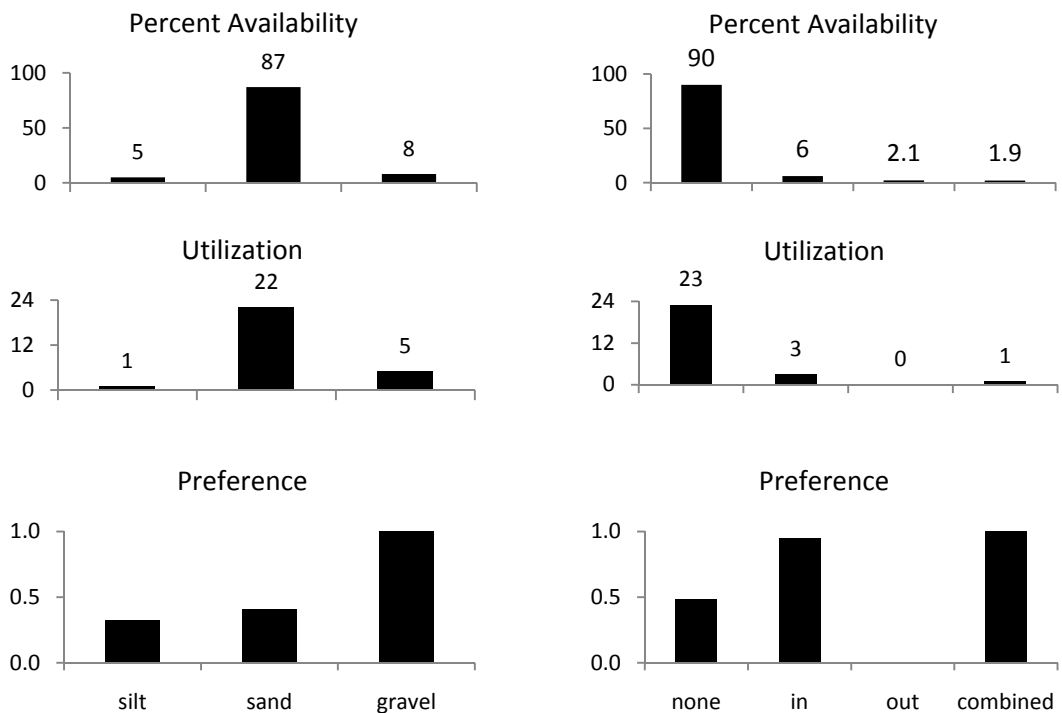 Percent Availability
87
100
50
5
8
0
Utilization
22
24
12
1
5
0
Preference
1.0
0.5
0.0
silt sand gravel
Percent Availability
90
100
50
6 2.1 1.9
0
Utilization
23
24
12
3 0 1
0
Preference
1.0
0.5
0.0
none in out combined